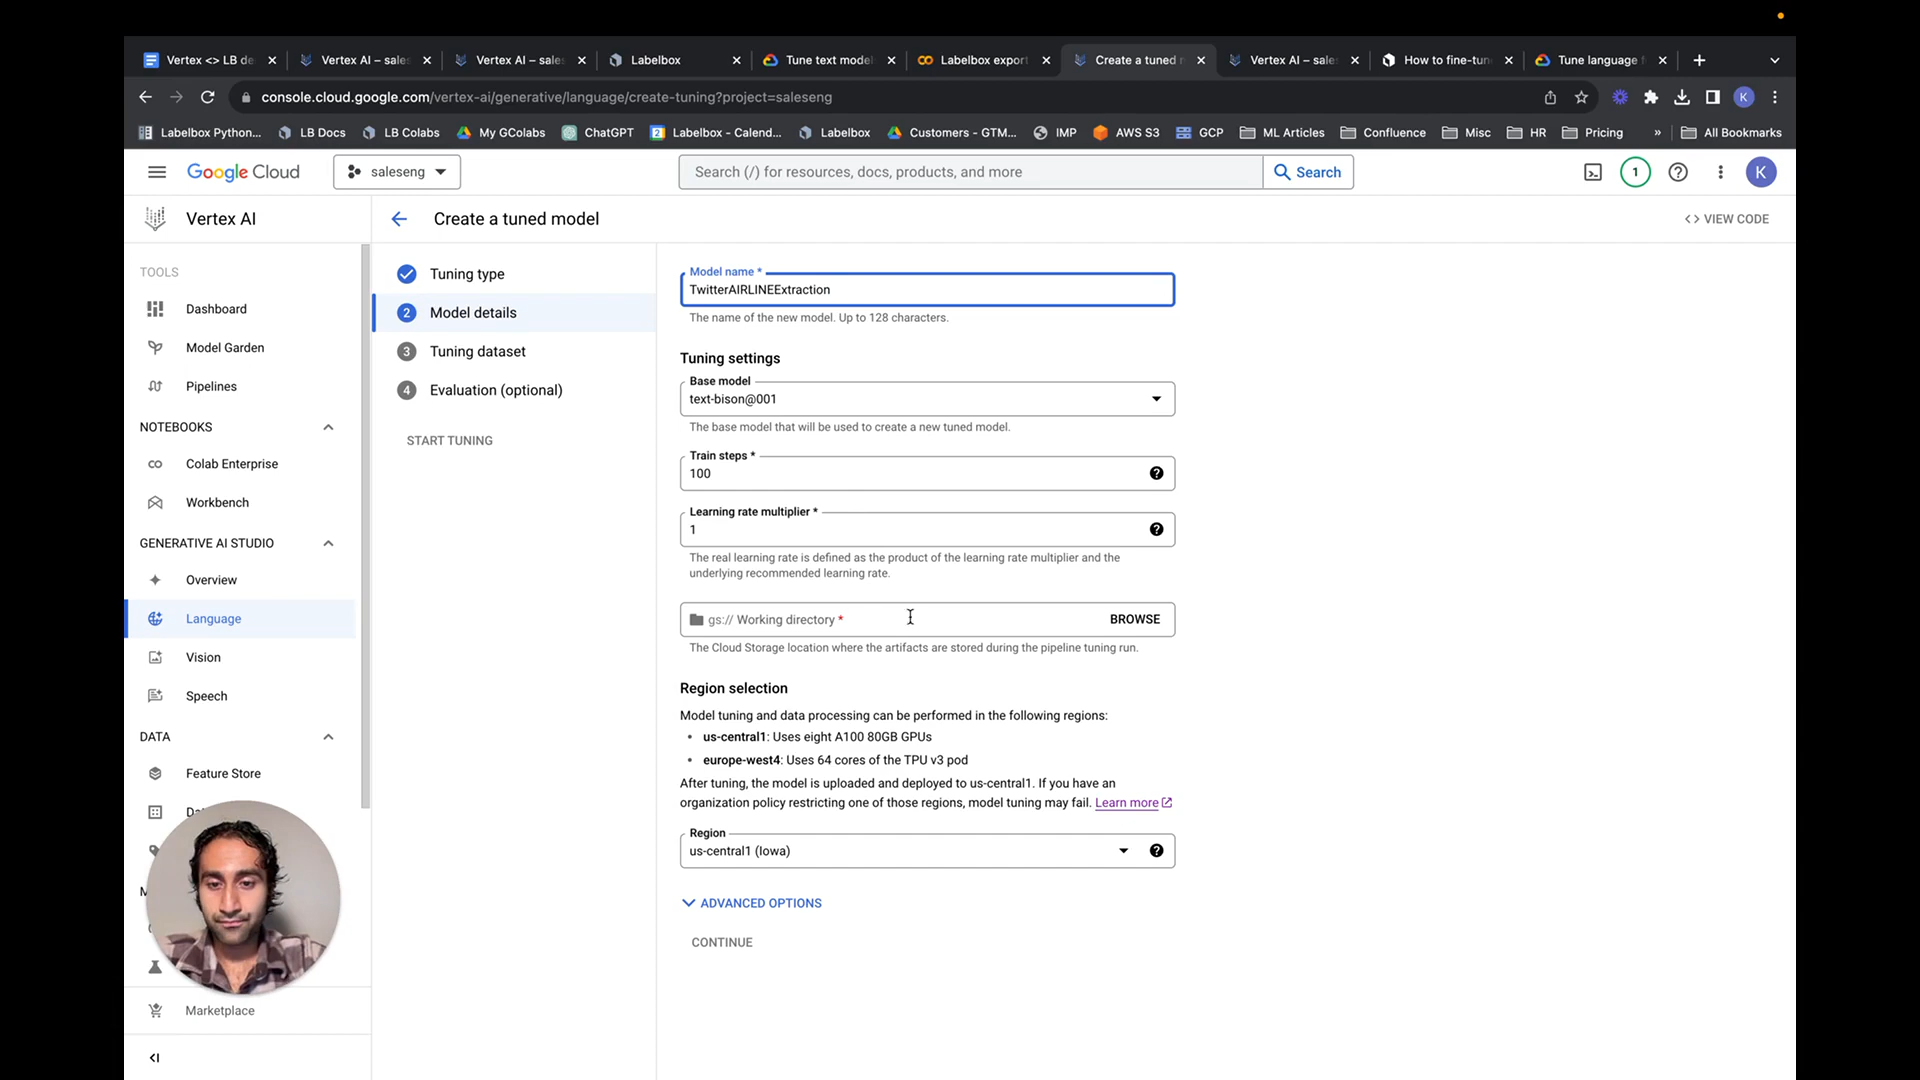 Vertex <> LB de
Vertex AI – sales
Vertex AI – sale
Labelbox
Tune text model
Labelbox export
Create a tuned m
Vertex AI – sale
How to fine-tun
Tune language f
console.cloud.google.com/vertex-ai/generative/language/create-tuning?project=saleseng
K
Labelbox Python...
LB Docs
LB Colabs
My GColabs
ChatGPT
Labelbox - Calend...
Labelbox
Customers - GTM...
IMP
AWS S3
GCP
ML Articles
Confluence
Misc
HR
Pricing
»
All Bookmarks
Google Cloud
saleseng
Search (/) for resources, docs, products, and more
Search
1
K
Vertex AI
Create a tuned model
<> VIEW CODE
TOOLS
Dashboard
Model Garden
Pipelines
NOTEBOOKS
Colab Enterprise
Workbench
GENERATIVE AI STUDIO
Overview
Language
Vision
Speech
DATA
Feature Store
Da
M
Marketplace
Tuning type
2 Model details
3 Tuning dataset
4 Evaluation (optional)
START TUNING
Model name *
TwitterAIRLINEExtraction
The name of the new model. Up to 128 characters.
Tuning settings
Base model
text-bison@001
The base model that will be used to create a new tuned model.
Train steps *
100
Learning rate multiplier *
1
The real learning rate is defined as the product of the learning rate multiplier and the
underlying recommended learning rate.
gs:// Working directory *
BROWSE
The Cloud Storage location where the artifacts are stored during the pipeline tuning run.
Region selection
Model tuning and data processing can be performed in the following regions:
• us-central1: Uses eight A100 80GB GPUs
• europe-west4: Uses 64 cores of the TPU v3 pod
After tuning, the model is uploaded and deployed to us-central1. If you have an
organization policy restricting one of those regions, model tuning may fail. Learn more
Region
us-central1 (Iowa)
ADVANCED OPTIONS
CONTINUE